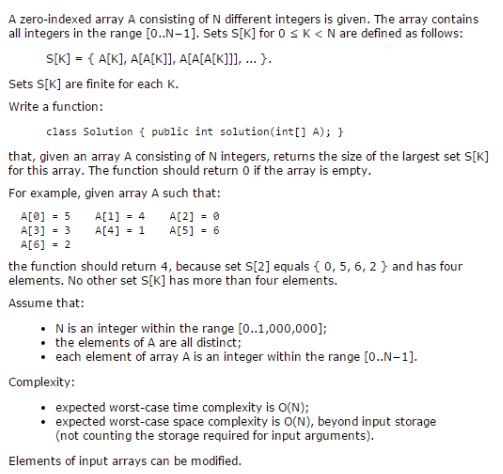 A zero-indexed array A consisting of N different integers is given. The array contains
all integers in the range [0..N−1]. Sets S[K] for 0 ≤ K < N are defined as follows:
S[K] = { A[K], A[A[K]], A[A[A[K]]], ... }.
Sets S[K] are finite for each K.
Write a function:
class Solution { public int solution(int[] A); }
that, given an array A consisting of N integers, returns the size of the largest set S[K]
for this array. The function should return 0 if the array is empty.
For example, given array A such that:
A[0] = 5 A[1] = 4 A[2] = 0
A[3] = 3 A[4] = 1 A[5] = 6
A[6] = 2
the function should return 4, because set S[2] equals { 0, 5, 6, 2 } and has four
elements. No other set S[K] has more than four elements.
Assume that:
• N is an integer within the range [0..1,000,000];
• the elements of A are all distinct;
• each element of array A is an integer within the range [0..N−1].
Complexity:
• expected worst-case time complexity is O(N);
• expected worst-case space complexity is O(N), beyond input storage
(not counting the storage required for input arguments).
Elements of input arrays can be modified.